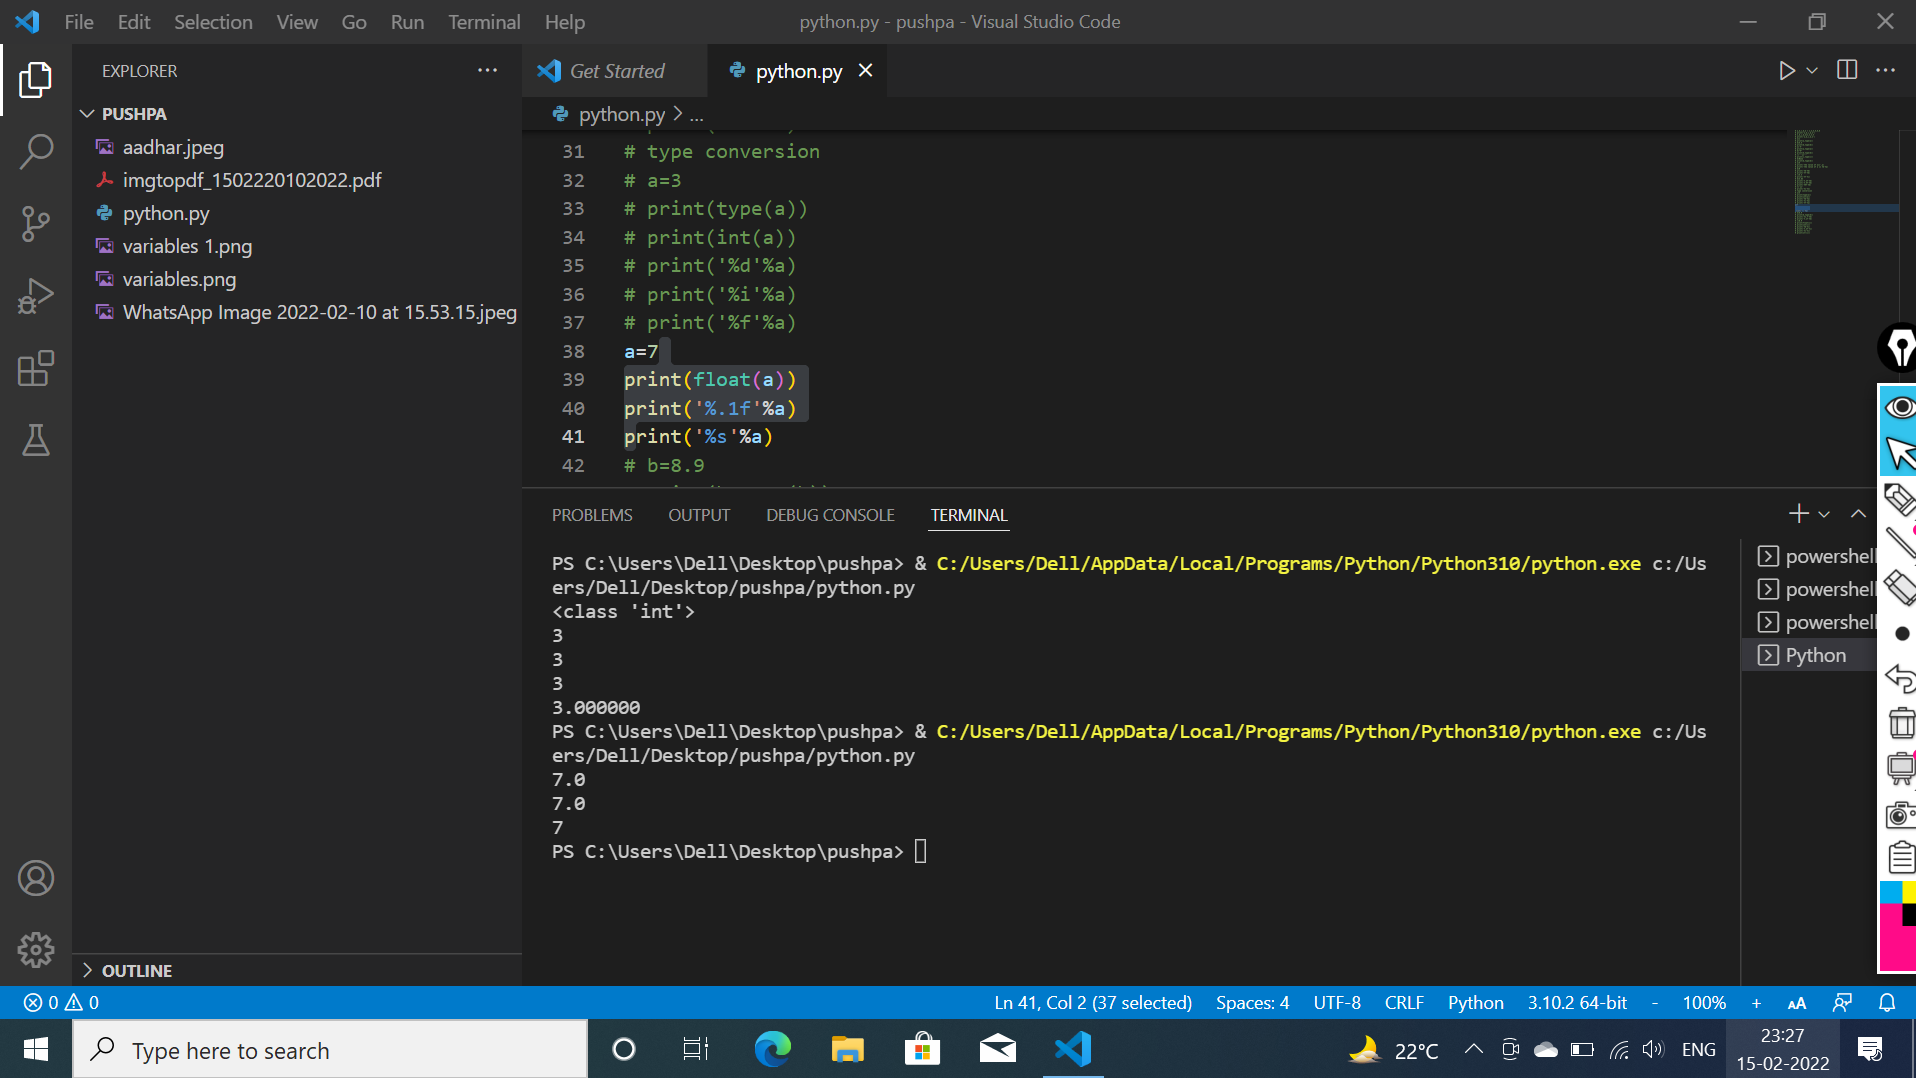 File Edit Selection View Go Run Terminal Help
python.py - pushpa - Visual Studio Code
EXPLORER
PUSHPA
aadhar.jpeg
imgtopdf_1502220102022.pdf
python.py
variables 1.png
variables.png
WhatsApp Image 2022-02-10 at 15.53.15.jpeg
OUTLINE
Get Started
python.py
python.py > ...
31 # type conversion
32 # a=3
33 # print(type(a))
34 # print(int(a))
35 # print('%d'%a)
36 # print('%i'%a)
37 # print('%f'%a)
38 a=7
39 print(float(a))
40 print('%.1f'%a)
41 print('%s'%a)
42 # b=8.9
PROBLEMS OUTPUT DEBUG CONSOLE TERMINAL
PS C:\Users\Dell\Desktop\pushpa> & C:/Users/Dell/AppData/Local/Programs/Python/Python310/python.exe c:/Us
ers/Dell/Desktop/pushpa/python.py
<class 'int'>
3
3
3
3.000000
PS C:\Users\Dell\Desktop\pushpa> & C:/Users/Dell/AppData/Local/Programs/Python/Python310/python.exe c:/Us
ers/Dell/Desktop/pushpa/python.py
7.0
7.0
7
PS C:\Users\Dell\Desktop\pushpa>
powershell
powershell
powershell
Python
0 0
Ln 41, Col 2 (37 selected) Spaces: 4 UTF-8 CRLF Python 3.10.2 64-bit - 100% + AA
Type here to search
22°C ENG
23:27
15-02-2022